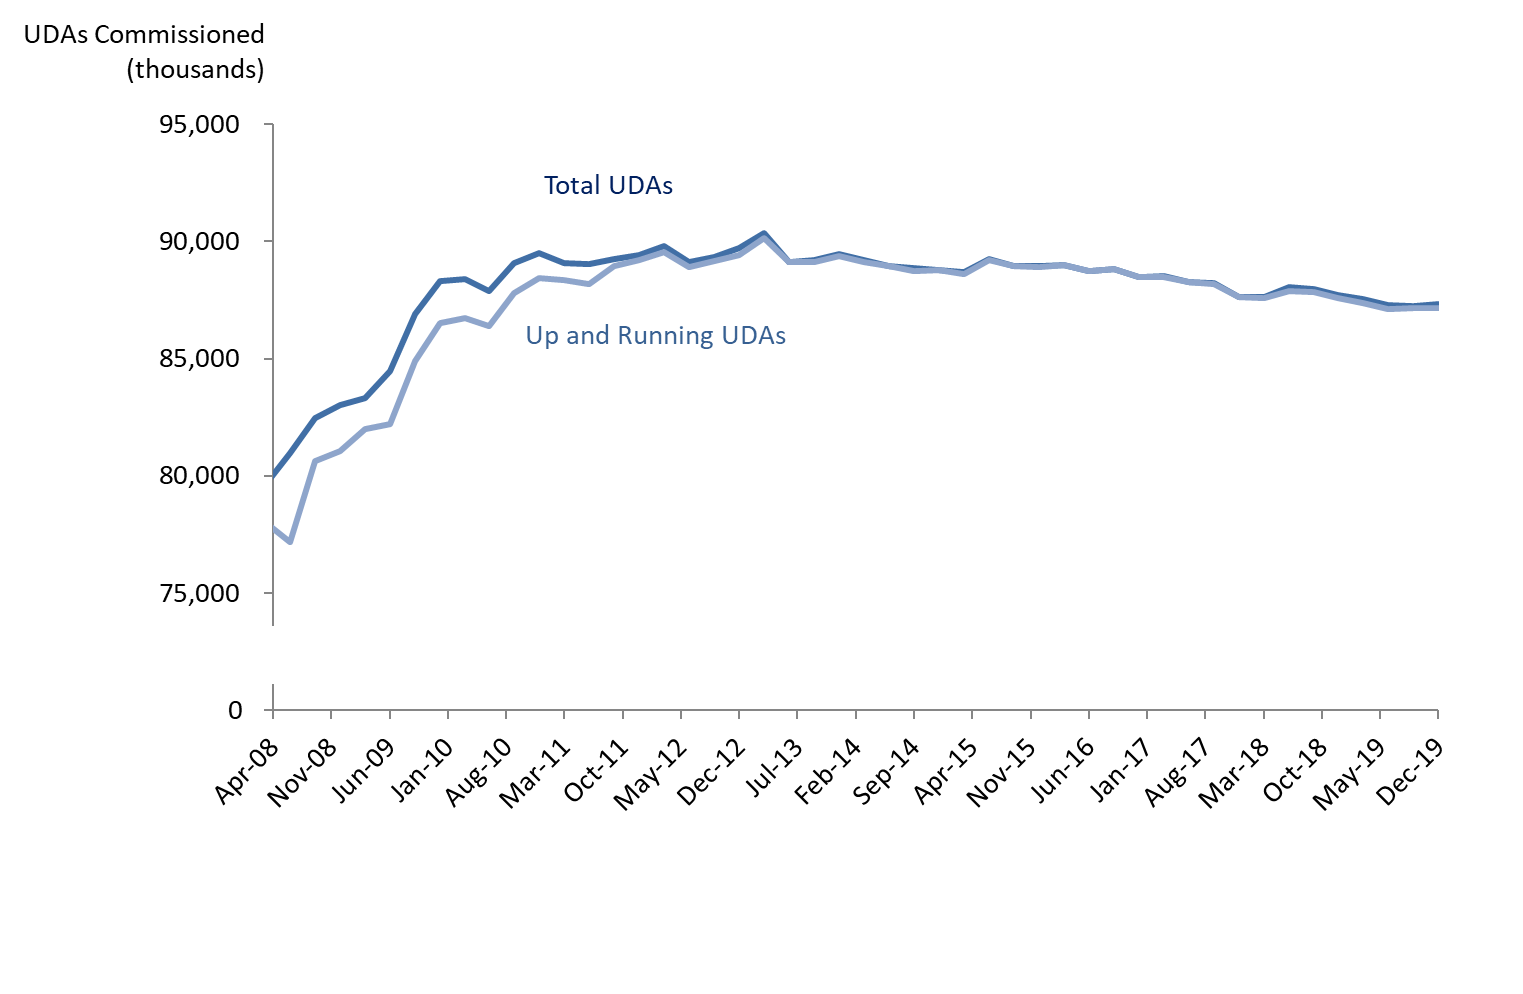 UDAs Commissioned
(thousands)
95,000
Total UDAs
90,000
Up and Running UDAs
85,000
80,000
75,000
0
Apr-08
Nov-08
Jun-09
Jan-10
Aug-10
Mar-11
Oct-11
May-12
Dec-12
Jul-13
Feb-14
Sep-14
Apr-15
Nov-15
Jun-16
Jan-17
Aug-17
Mar-18
Oct-18
May-19
Dec-19